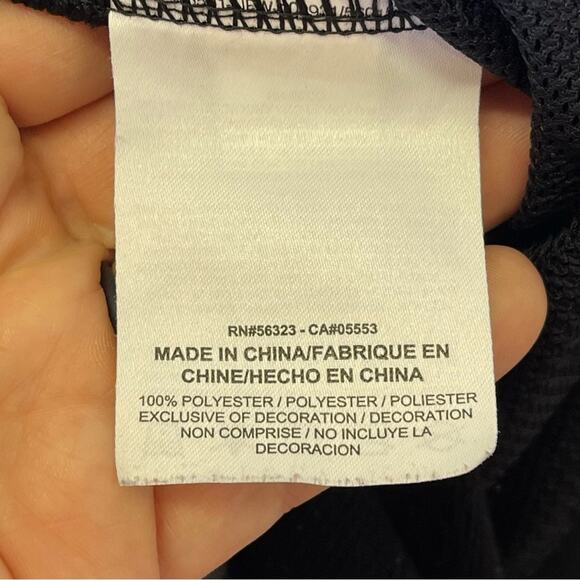 RN#56323 - CA#05553
MADE IN CHINA/FABRIQUE EN
CHINE/HECHO EN CHINA
100% POLYESTER / POLYESTER / POLIESTER
EXCLUSIVE OF DECORATION / DECORATION
NON COMPRISE / NO INCLUYE LA
DECORACION